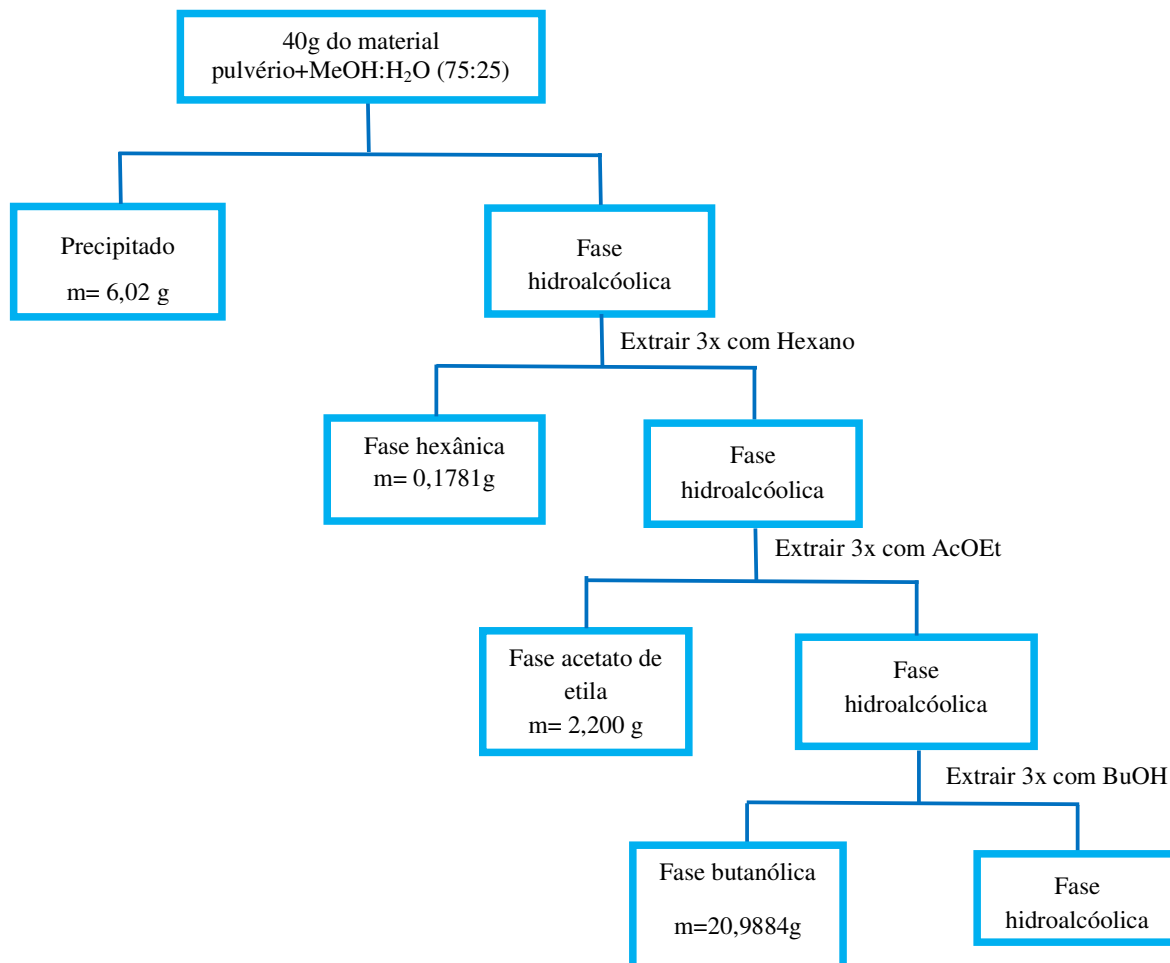 40g do material
pulvério+MeOH:H₂O (75:25)
Precipitado
m= 6,02 g
Fase
hidroalcóolica
Extrair 3x com Hexano
Fase hexânica
m= 0,1781g
Fase
hidroalcóolica
Extrair 3x com AcOEt
Fase acetato de
etila
m= 2,200 g
Fase
hidroalcóolica
Extrair 3x com BuOH
Fase butanólica
m=20,9884g
Fase
hidroalcóolica